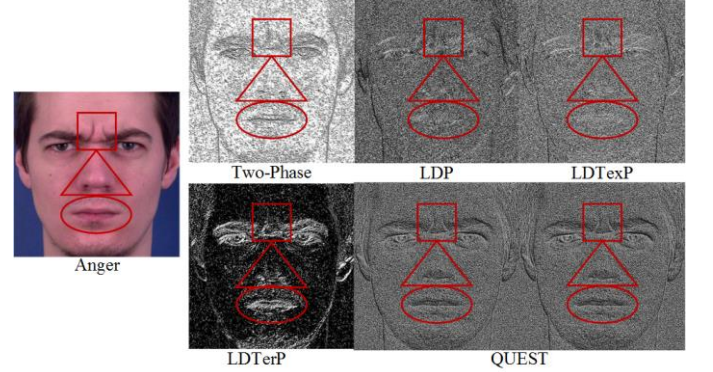 Two-Phase
LDP
LDTexP
Anger
LDTerP
QUEST